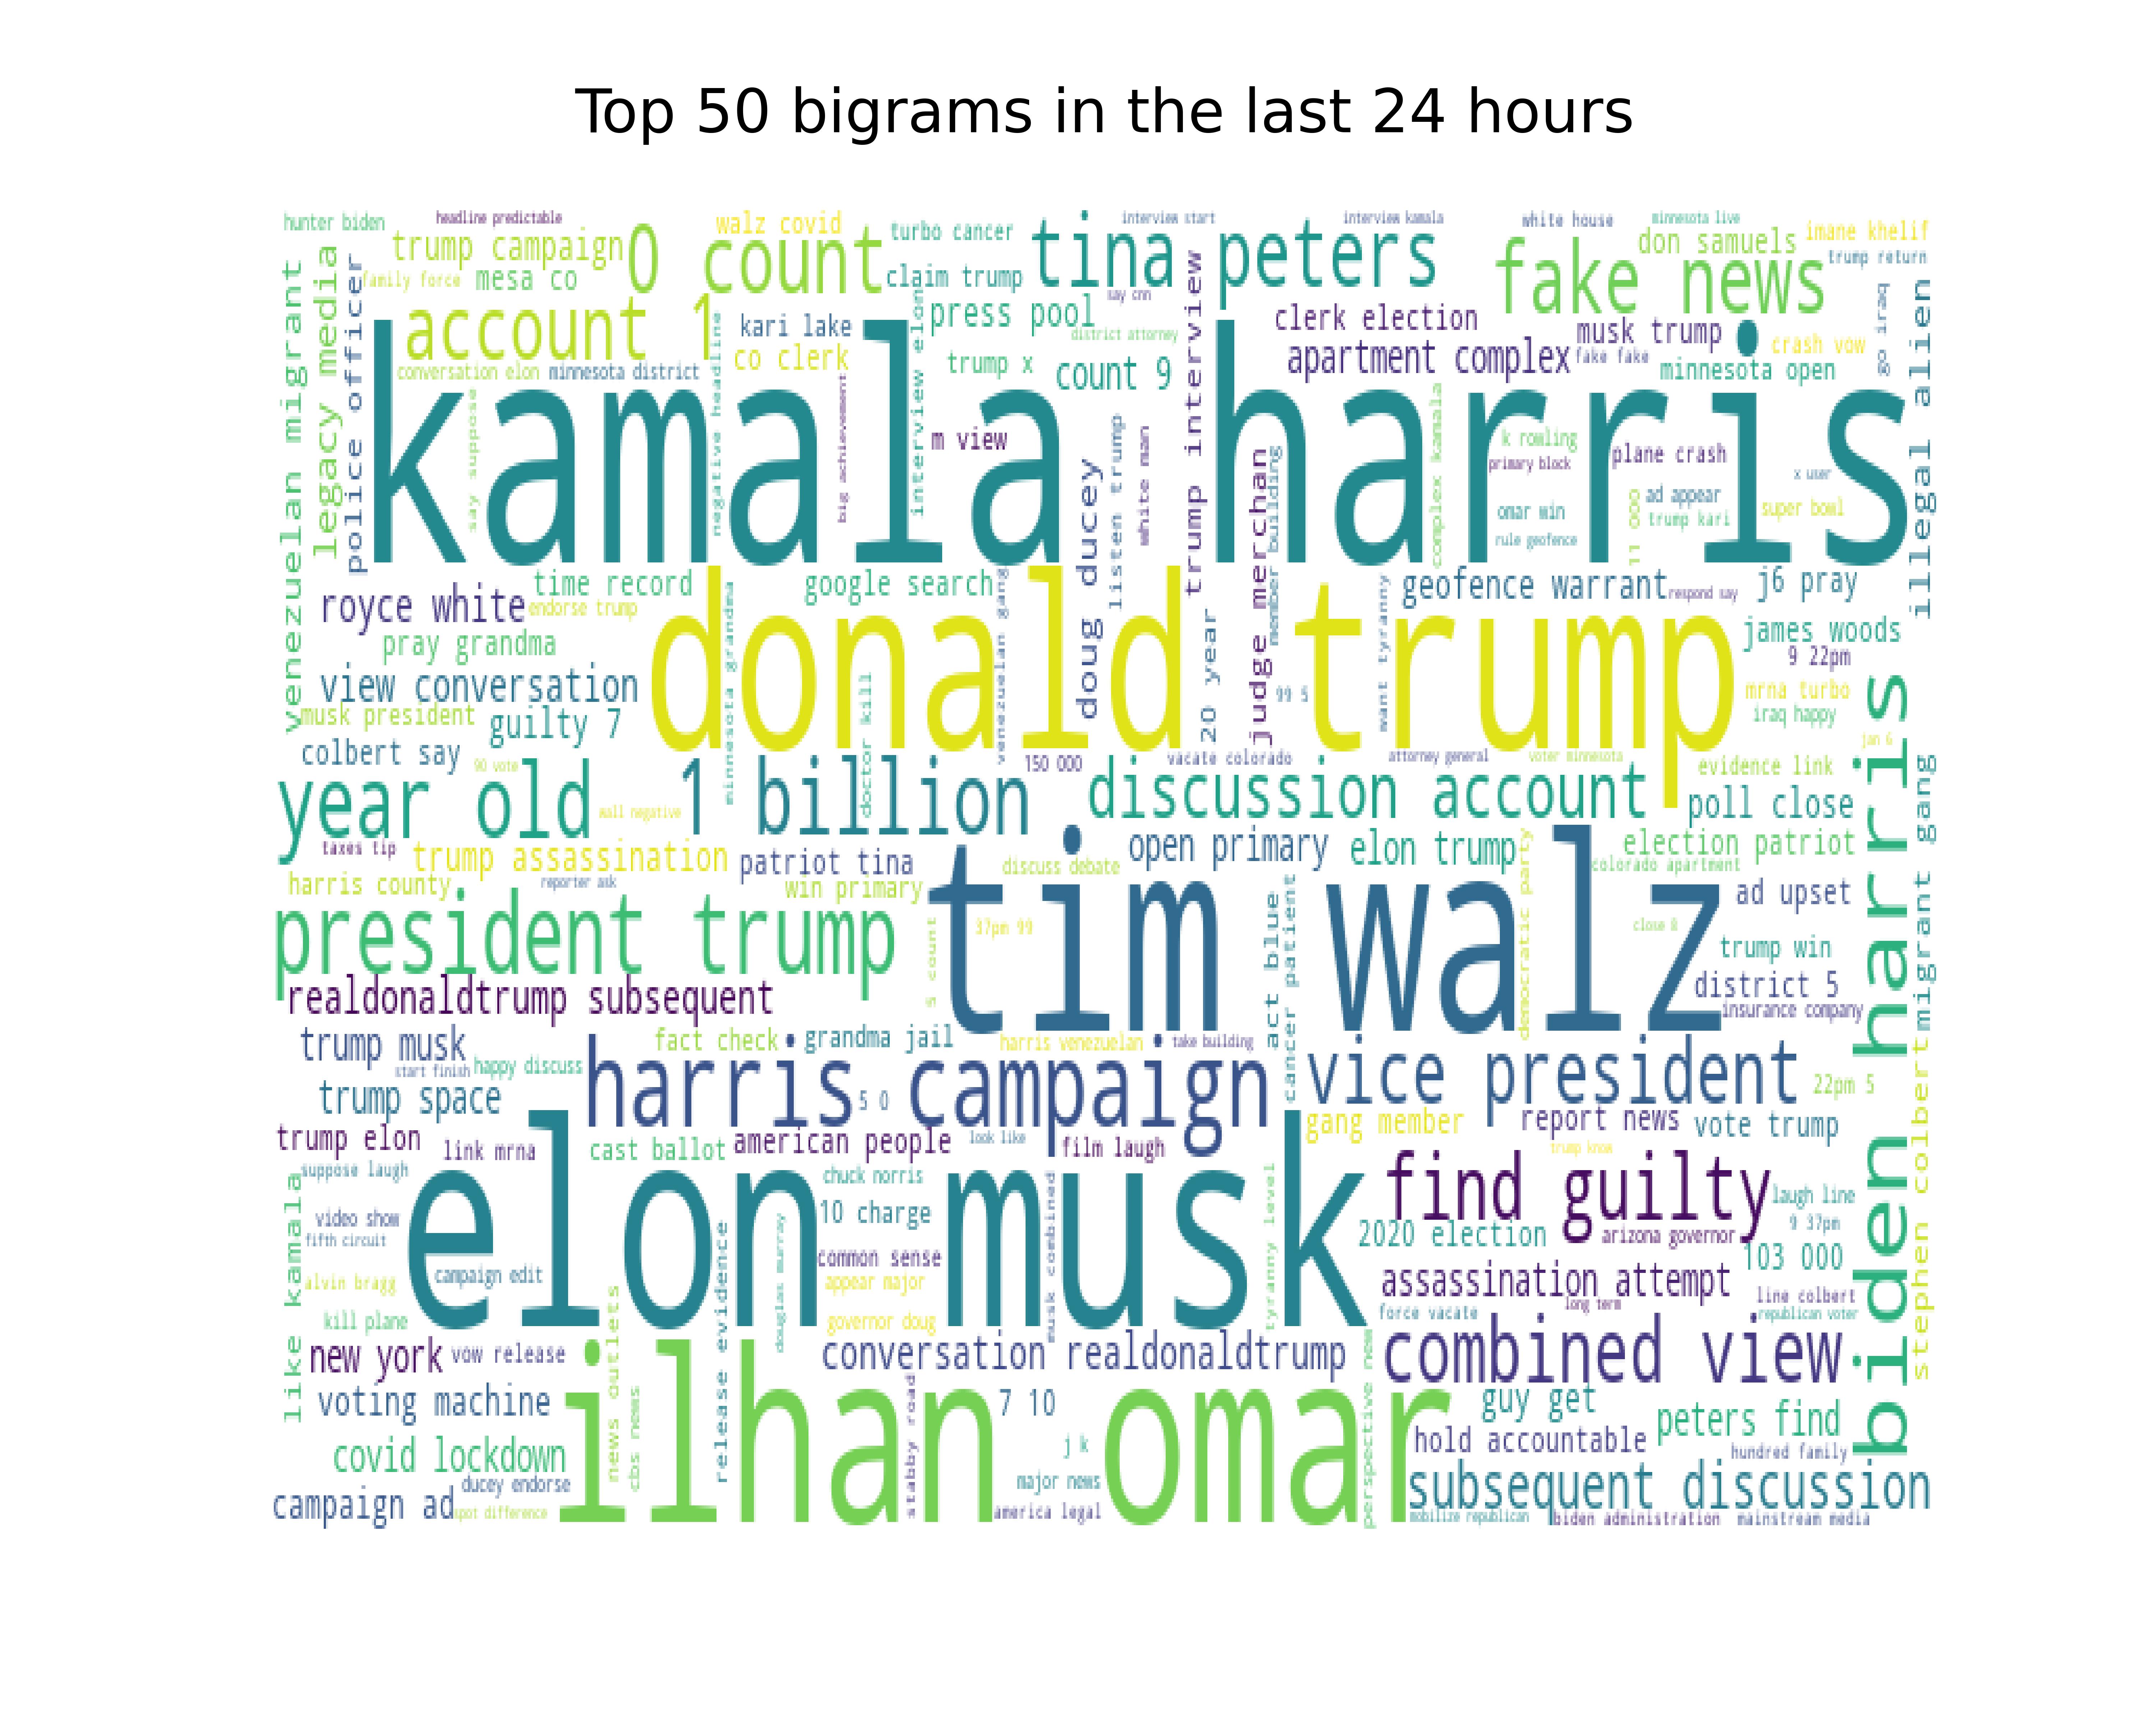 Top 50 bigrams in the last 24 hours
hunter biden
headline predictable
walz covid
turbo cancer
interview start
interview kamala
white house
minnesota live
imane khelif
trump campaign
0 count
tina peters
don samuels
fake news
trump return
family force
mesa co
claim trump
say cnn
press pool
district attorney
account 1
kari lake
clerk election
musk trump
crash vow
go iraq
conversation elon
minnesota district
co clerk
trump x
count 9
apartment complex
fake fake
minnesota open
venezuelan migrant
legacy media
police officer
kamala harris
say suppose
negative headline
big achievement
interview elon
m view
listen trump
white man
trump interview
judge merchan
member building
complex kamala
k rowling
primary block
plane crash
x user
omar win
rule geofence
11 000
ad appear
trump kari
super bowl
illegal alien
doug ducey
royce white
time record
endorse trump
google search
geofence warrant
respond say
j6 pray
pray grandma
donald trump
james woods
9 22pm
view conversation
minnesota grandma
doctor kill
venezuelan gang
20 year
99 5
want tyranny
mrna turbo
iraq happy
musk president
guilty 7
colbert say
90 vote
150 000
vacate colorado
attorney general
voter minnesota
jan 6
evidence link
year old
wall negative
1 billion
discussion account
poll close
taxes tip
trump assassination
patriot tina
discuss debate
open primary
elon trump
election patriot
colorado apartment
harris county
reporter ask
win primary
tim walz
democratic party
ad upset
president trump
5 count
37pm 99
act blue
cancer patient
close 8
trump win
realdonaldtrump subsequent
district 5
insurance company
biden harris
migrant gang
trump musk
start finish
happy discuss
fact check
grandma jail
harris venezuelan
take building
trump space
harris campaign
5 0
vice president
22pm 5
trump elon
link mrna
cast ballot
american people
look like
film laugh
gang member
report news
vote trump
trump know
suppose laugh
like kamala
video show
fifth circuit
elon musk
chuck norris
10 charge
common sense
appear major
governor doug
musk combined
tyranny level
find guilty
laugh line
9 37pm
2020 election
arizona governor
103 000
alvin bragg
campaign edit
release evidence
douglas murray
assassination attempt
long term
line colbert
republican voter
force vacate
stephen colbert
kill plane
new york
vow release
news outlets
cbs news
conversation realdonaldtrump
combined view
voting machine
ilhan omar
stabby road
7 10
perspective new
guy get
peters find
covid lockdown
j k
hold accountable
hundred family
major news
ducey endorse
subsequent discussion
campaign ad
spot difference
america legal
mobilize republican
biden administration
mainstream media